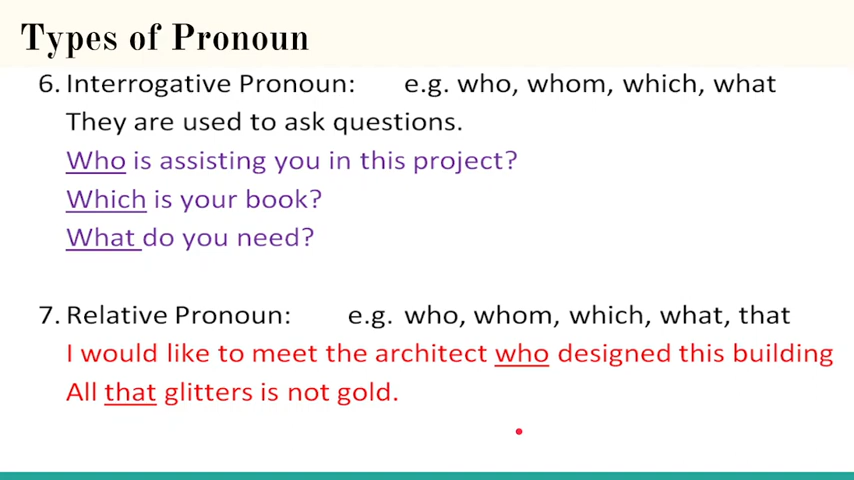 Types of Pronoun
6. Interrogative Pronoun: e.g. who, whom, which, what
They are used to ask questions.
Who is assisting you in this project?
Which is your book?
What do you need?
7. Relative Pronoun: e.g. who, whom, which, what, that
I would like to meet the architect who designed this building
All that glitters is not gold.